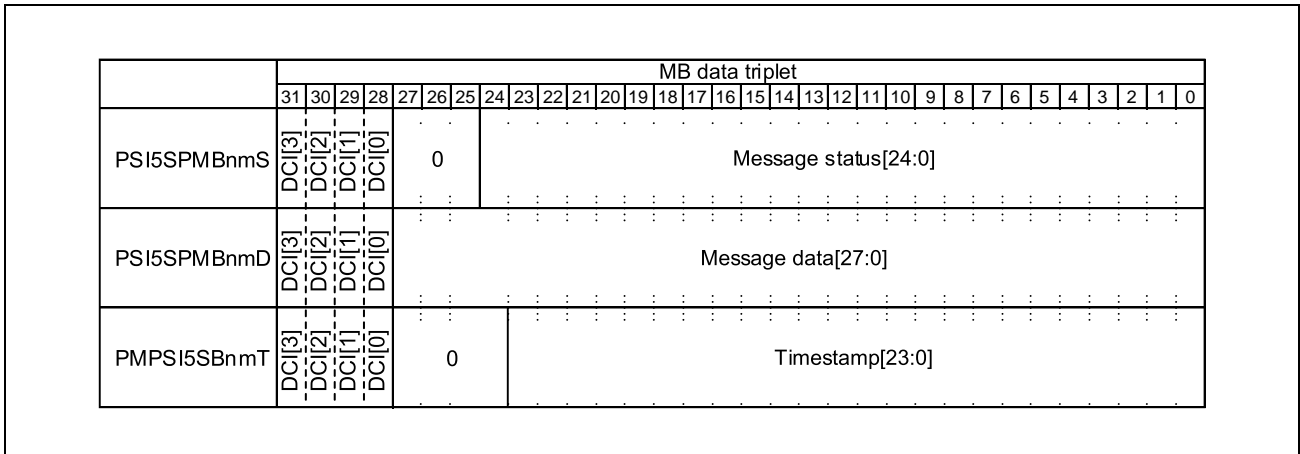 MB data triplet
31 30 29 28 27 26 25 24 23 22 21 20 19 18 17 16 15 14 13 12 11 10 9 8 7 6 5 4 3 2 1 0
PSI5SPMBnmS DCI[3] DCI[2] DCI[1] DCI[0] 0 Message status[24:0]
PSI5SPMBnmD DCI[3] DCI[2] DCI[1] DCI[0] Message data[27:0]
PMPSI5SBnmT DCI[3] DCI[2] DCI[1] DCI[0] 0 Timestamp[23:0]